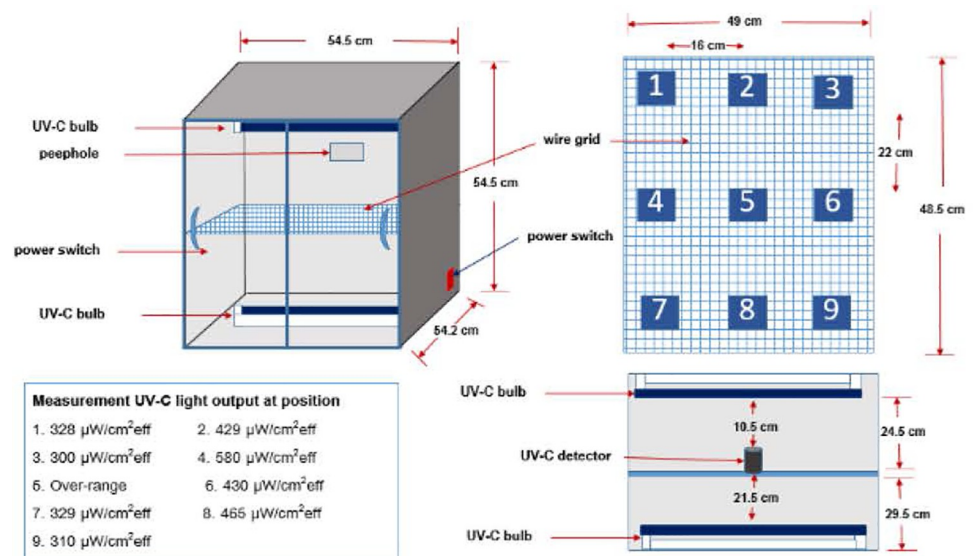 54.5 cm
UV-C bulb
peephole
power switch
UV-C bulb
wire grid
54.5 cm
power switch
54.2 cm
49 cm
16 cm
1 2 3
22 cm
4 5 6
48.5 cm
7 8 9
Measurement UV-C light output at position
1. 328 µW/cm²eff 2. 429 µW/cm²eff
3. 300 µW/cm²eff 4. 580 µW/cm²eff
5. Over-range 6. 430 µW/cm²eff
7. 329 µW/cm²eff 8. 465 µW/cm²eff
9. 310 µW/cm²eff
UV-C bulb
10.5 cm
24.5 cm
UV-C detector
21.5 cm
29.5 cm
UV-C bulb